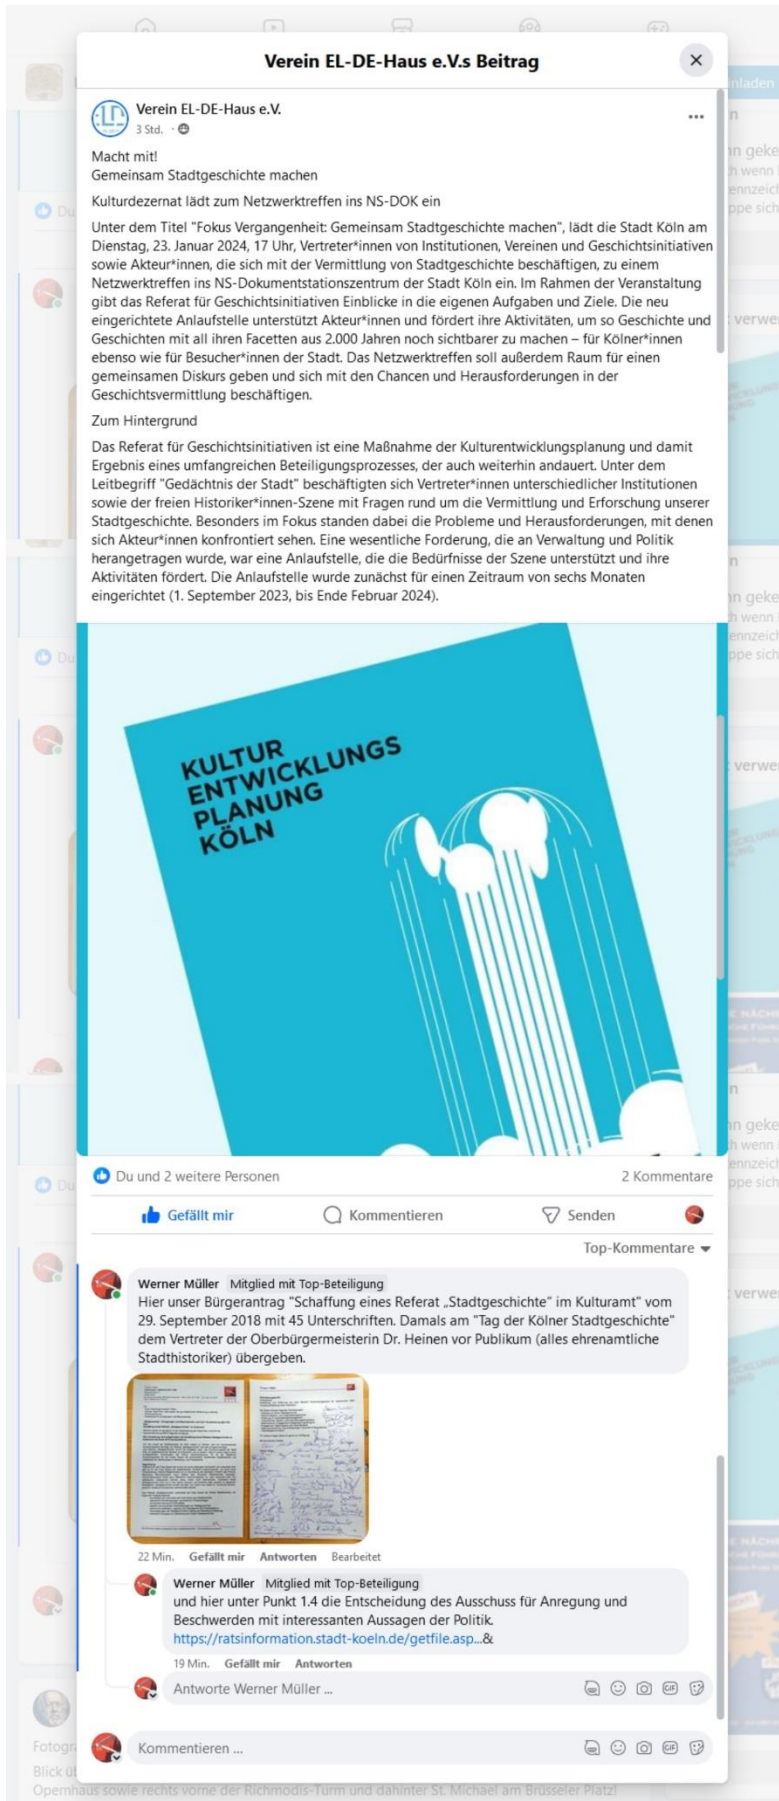 Verein EL-DE-Haus e.V.s Beitrag
Verein EL-DE-Haus e.V.
3 Std.
Macht mit!
Gemeinsam Stadtgeschichte machen
Kulturdezernat lädt zum Netzwerktreffen ins NS-DOK ein
Unter dem Titel "Fokus Vergangenheit: Gemeinsam Stadtgeschichte machen", lädt die Stadt Köln am
Dienstag, 23. Januar 2024, 17 Uhr, Vertreter*innen von Institutionen, Vereinen und Geschichtsinitiativen
sowie Akteur*innen, die sich mit der Vermittlung von Stadtgeschichte beschäftigen, zu einem
Netzwerktreffen ins NS-Dokumentationszentrum der Stadt Köln ein. Im Rahmen der Veranstaltung
gibt das Referat für Geschichtsinitiativen Einblicke in die eigenen Aufgaben und Ziele. Die neu
eingerichtete Anlaufstelle unterstützt Akteur*innen und fördert ihre Aktivitäten, um so Geschichte und
Geschichten mit all ihren Facetten aus 2.000 Jahren noch sichtbarer zu machen – für Kölner*innen
ebenso wie für Besucher*innen der Stadt. Das Netzwerktreffen soll außerdem Raum für einen
gemeinsamen Diskurs geben und sich mit den Chancen und Herausforderungen in der
Geschichtsvermittlung beschäftigen.
Zum Hintergrund
Das Referat für Geschichtsinitiativen ist eine Maßnahme der Kulturentwicklungsplanung und damit
Ergebnis eines umfangreichen Beteiligungsprozesses, der auch weiterhin andauert. Unter dem
Leitbegriff "Gedächtnis der Stadt" beschäftigten sich Vertreter*innen unterschiedlicher Institutionen
sowie der freien Historiker*innen-Szene mit Fragen rund um die Vermittlung und Erforschung unserer
Stadtgeschichte. Besonders im Fokus standen dabei die Probleme und Herausforderungen, mit denen
sich Akteur*innen konfrontiert sehen. Eine wesentliche Forderung, die an Verwaltung und Politik
herangetragen wurde, war eine Anlaufstelle, die die Bedürfnisse der Szene unterstützt und ihre
Aktivitäten fördert. Die Anlaufstelle wurde zunächst für einen Zeitraum von sechs Monaten
eingerichtet (1. September 2023, bis Ende Februar 2024).
KULTUR
ENTWICKLUNGS
PLANUNG
KÖLN
Du und 2 weitere Personen 2 Kommentare
Gefällt mir Kommentieren Senden
Top-Kommentare
Werner Müller Mitglied mit Top-Beteiligung
Hier unser Bürgerantrag "Schaffung eines Referat „Stadtgeschichte" im Kulturamt" vom
29. September 2018 mit 45 Unterschriften. Damals am "Tag der Kölner Stadtgeschichte"
dem Vertreter der Oberbürgermeisterin Dr. Heinen vor Publikum (alles ehrenamtliche
Stadthistoriker) übergeben.
22 Min. Gefällt mir Antworten Bearbeitet
Werner Müller Mitglied mit Top-Beteiligung
und hier unter Punkt 1.4 die Entscheidung des Ausschuss für Anregung und
Beschwerden mit interessanten Aussagen der Politik.
https://ratsinformation.stadt-koeln.de/getfile.asp...&
19 Min. Gefällt mir Antworten
Antworte Werner Müller ...
GIF
Kommentieren ...
GIF
Opernhaus sowie rechts vorne der Richmodis-Turm und dahinter St. Michael am Brüsseler Platz!